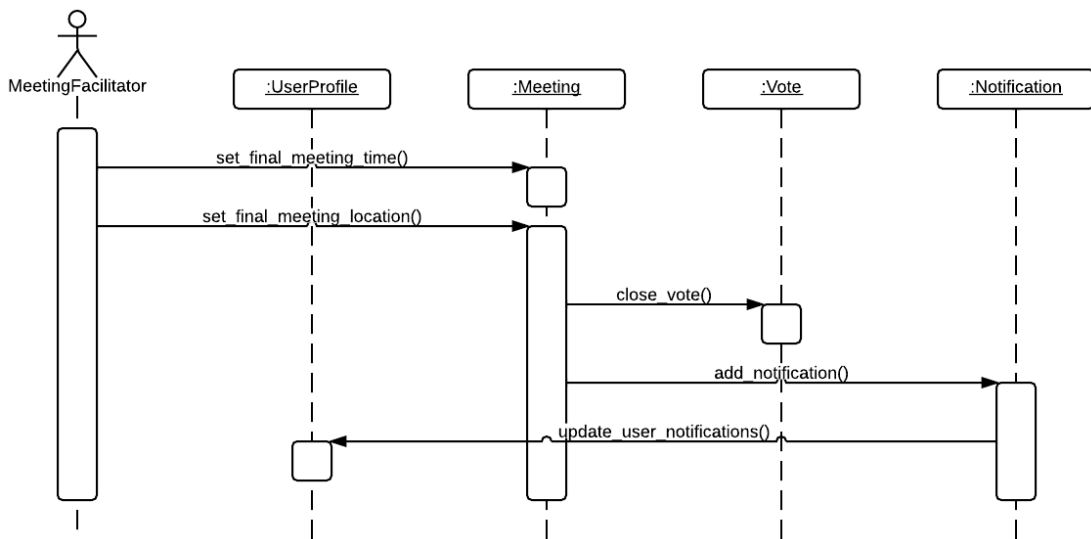 MeetingFacilitator
:UserProfile
:Meeting
:Vote
:Notification
set_final_meeting_time()
set_final_meeting_location()
close_vote()
add_notification()
update_user_notifications()